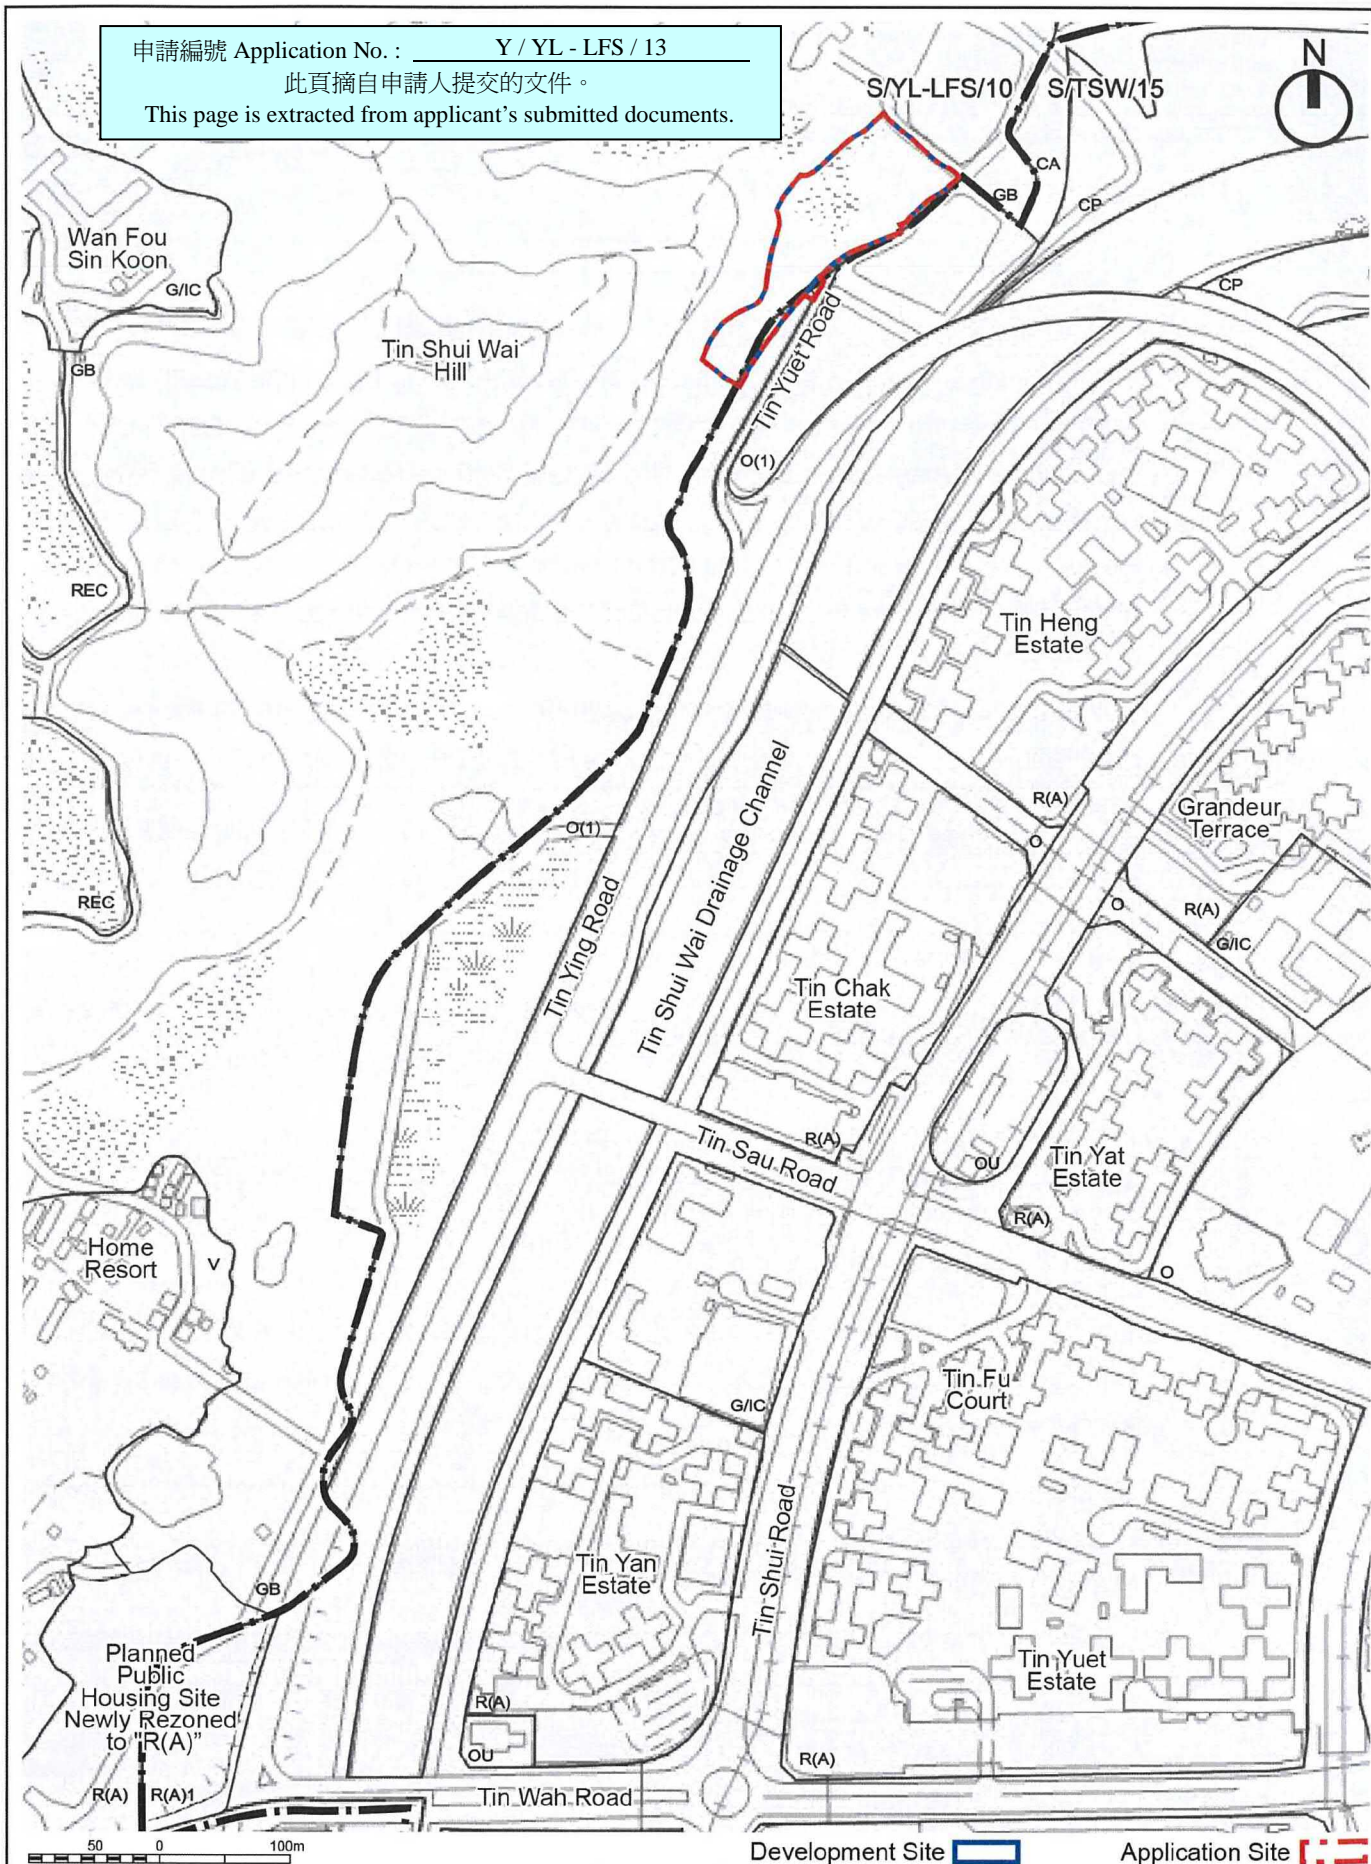 申請編號 Application No. : Y / YL - LFS / 13
此頁摘自申請人提交的文件。
This page is extracted from applicant's submitted documents.
N
S/YL-LFS/10
S/TSW/15
CA
GB
CP
CP
Wan Fou
Sin Koon
G/IC
GB
Tin Shui Wai
Hill
Tin Yuet Road
O
O(1)
REC
Tin Heng
Estate
R(A)
Grandeur
Terrace
O
O(1)
Tin Shui Wai Drainage Channel
Tin Ying Road
REC
O
R(A)
G/IC
Tin Chak
Estate
R(A)
Tin Sau Road
OU
Tin Yat
Estate
R(A)
O
Home
Resort
V
Tin Fu
Court
G/IC
Tin Shui Road
Tin Yan
Estate
GB
Planned
Public
Housing Site
Newly Rezoned
to "R(A)"
Tin Yuet
Estate
R(A)
OU
R(A)
R(A)
R(A)1
Tin Wah Road
50 0 100m
Development Site
Application Site